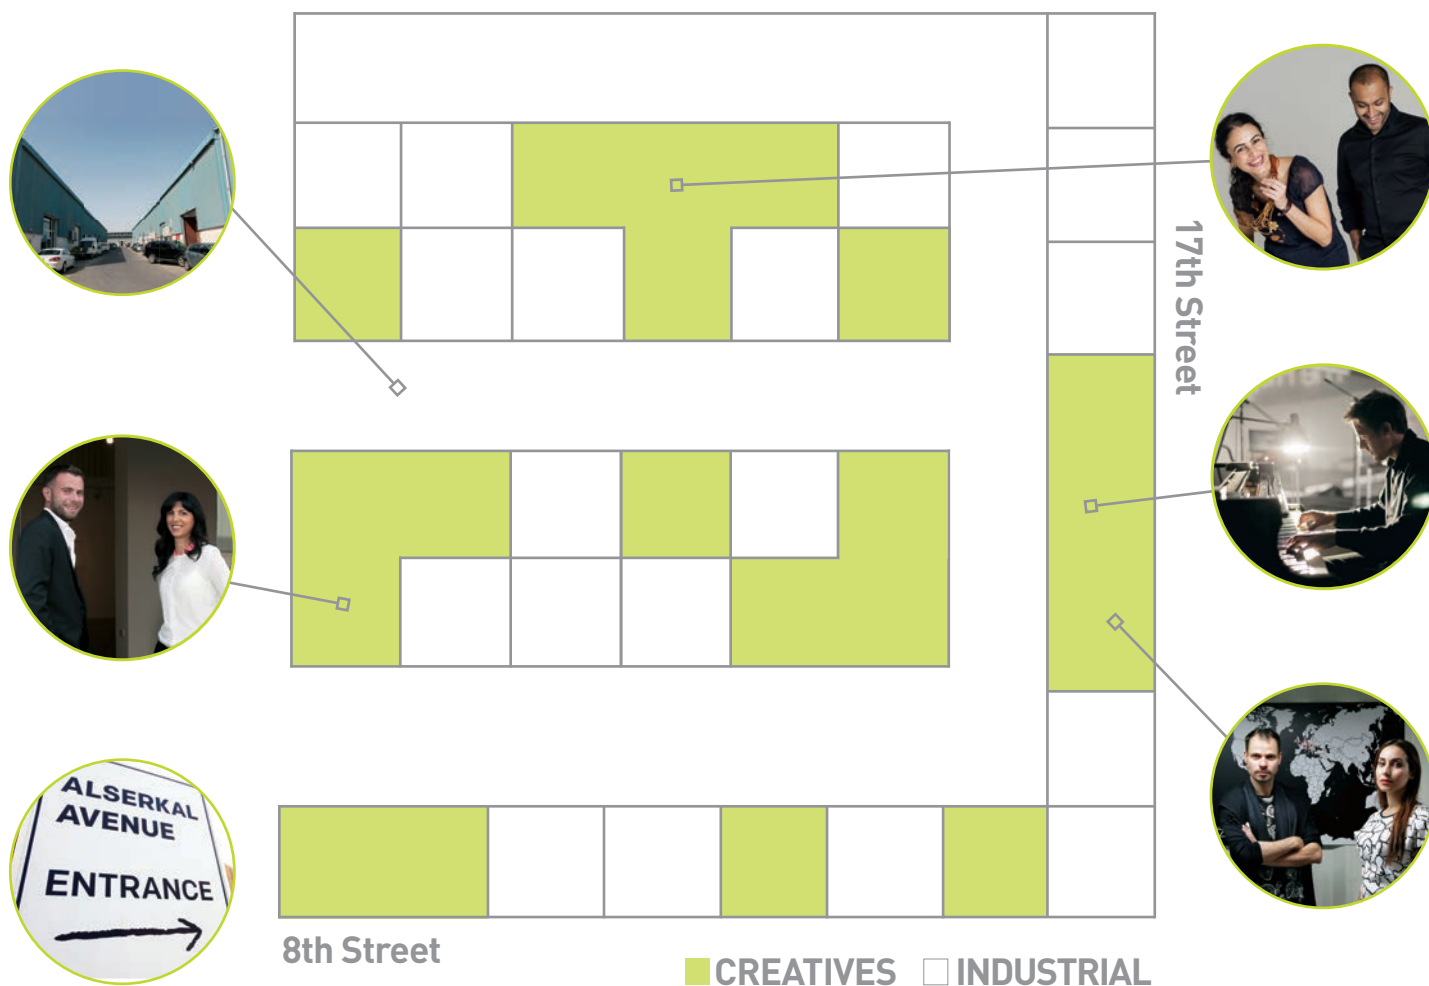 17th Street
ALSERKAL
AVENUE
ENTRANCE
8th Street
CREATIVES
INDUSTRIAL